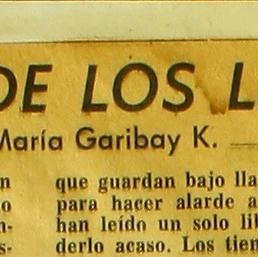 DE LOS L
María Garibay K.
n que guardan bajo lla
o para hacer alarde a
n- han leído un solo lib
s- derlo acaso. Los tien